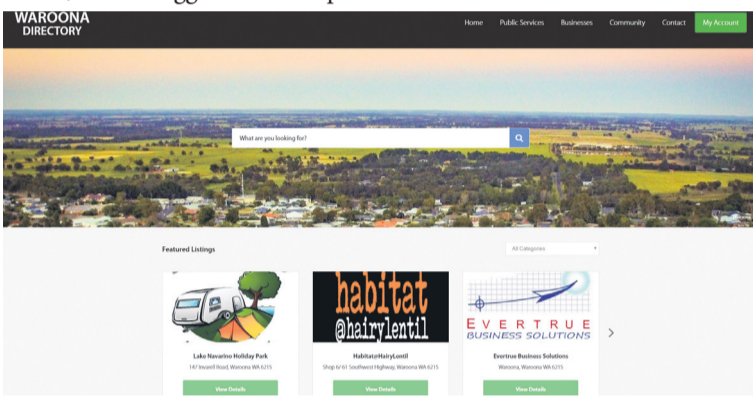 WAROONA
DIRECTORY
Home Public Services Businesses Community Contact My Account
What are you looking for?
Featured Listings
All Categories
habitat
@hairylentil
EVERTRUE
BUSINESS SOLUTIONS
Lake Navarino Holiday Park
Habitat@HairyLentil
Evertrue Business Solutions
147 Invarell Road, Waroona WA 6215
Shop 6/ 61 Southwest Highway, Waroona WA 6215
Waroona, Waroona WA 6215
View Details
View Details
View Details